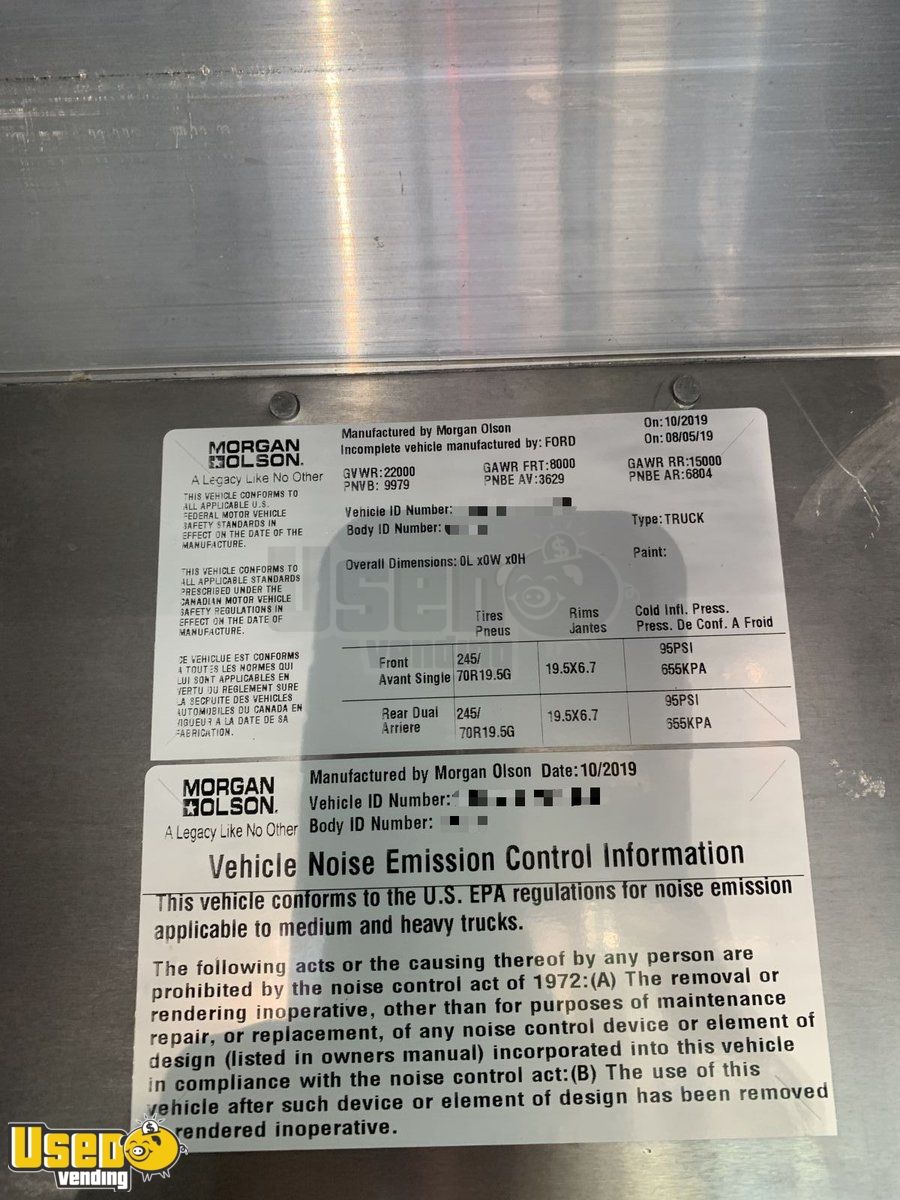 MORGAN
OLSON.
A Legacy Like No Other
Manufactured by Morgan Olson
Incomplete vehicle manufactured by: FORD
On: 10/2019
On: 08/05/19
GVWR: 22000
PNVB: 9979
GAWR FRT: 8000
PNBE AV: 3629
GAWR RR: 15000
PNBE AR: 6804
THIS VEHICLE CONFORMS TO
ALL APPLICABLE U.S.
FEDERAL MOTOR VEHICLE
SAFETY STANDARDS IN
EFFECT ON THE DATE OF THE
MANUFACTURE.
Vehicle ID Number:
Body ID Number:
Type: TRUCK
Overall Dimensions: 0L x0W x0H
Paint:
THIS VEHICLE CONFORMS TO
ALL APPLICABLE STANDARDS
PRESCRIBED UNDER THE
CANADIAN MOTOR VEHICLE
SAFETY REGULATIONS IN
EFFECT ON THE DATE OF
MANUFACTURE.
CE VEHICLUE EST CONFORMS
A TOUTES LES NORMES QUI
LUI SONT APPLICABLES EN
VERTU DU REGLEMENT SURE
LA SECPUITE DES VEHICLES
AUTOMOBILES DU CANADA EN
VIGUEUR A LA DATE DE SA
FABRICATION.
Tires
Pneus
Rims
Jantes
Cold Infl. Press.
Press. De Conf. A Froid
Front
Avant Single
245/
70R19.5G
19.5X6.7
95PSI
655KPA
Rear Dual
Arriere
245/
70R19.5G
19.5X6.7
95PSI
655KPA
Used
vending
MORGAN
OLSON.
A Legacy Like No Other
Manufactured by Morgan Olson Date: 10/2019
Vehicle ID Number:
Body ID Number:
Vehicle Noise Emission Control Information
This vehicle conforms to the U.S. EPA regulations for noise emission
applicable to medium and heavy trucks.
The following acts or the causing thereof by any person are
prohibited by the noise control act of 1972:(A) The removal or
rendering inoperative, other than for purposes of maintenance
repair, or replacement, of any noise control device or element of
design (listed in owners manual) incorporated into this vehicle
in compliance with the noise control act:(B) The use of this
vehicle after such device or element of design has been removed
rendered inoperative.
Used
vending